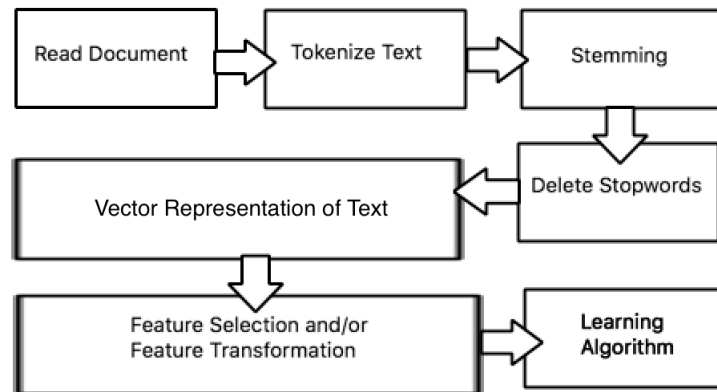 Read Document
Tokenize Text
Stemming
Delete Stopwords
Vector Representation of Text
Feature Selection and/or
Feature Transformation
Learning
Algorithm